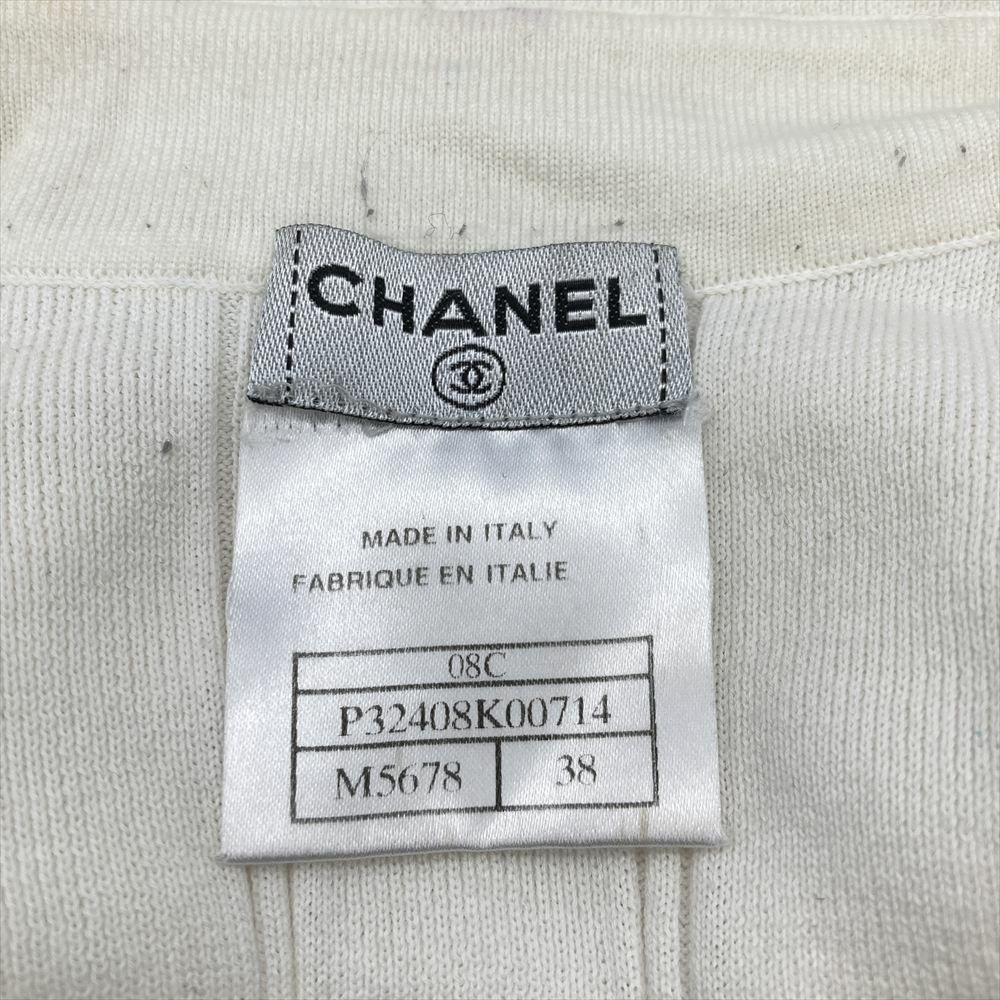 CHANEL
MADE IN ITALY
FABRIQUE EN ITALIE
08C
P32408K00714
M5678 38